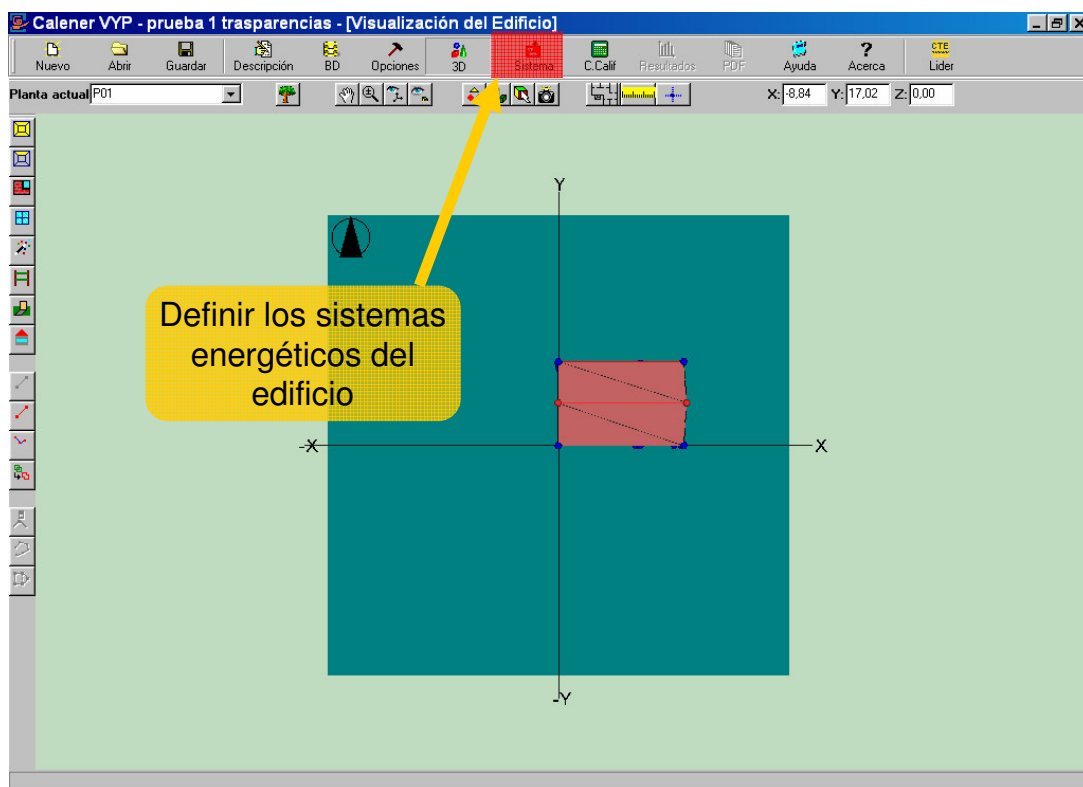 Calener VYP - prueba 1 trasparencias - [Visualización del Edificio]
Nuevo Abrir Guardar Descripción BD Opciones 3D Sistema C.Calif Resultados PDF Ayuda Acerca CTE Lider
Planta actual P01 X: -8,84 Y: 17,02 Z: 0,00
Y
Definir los sistemas
energéticos del
edificio
-X X
-Y